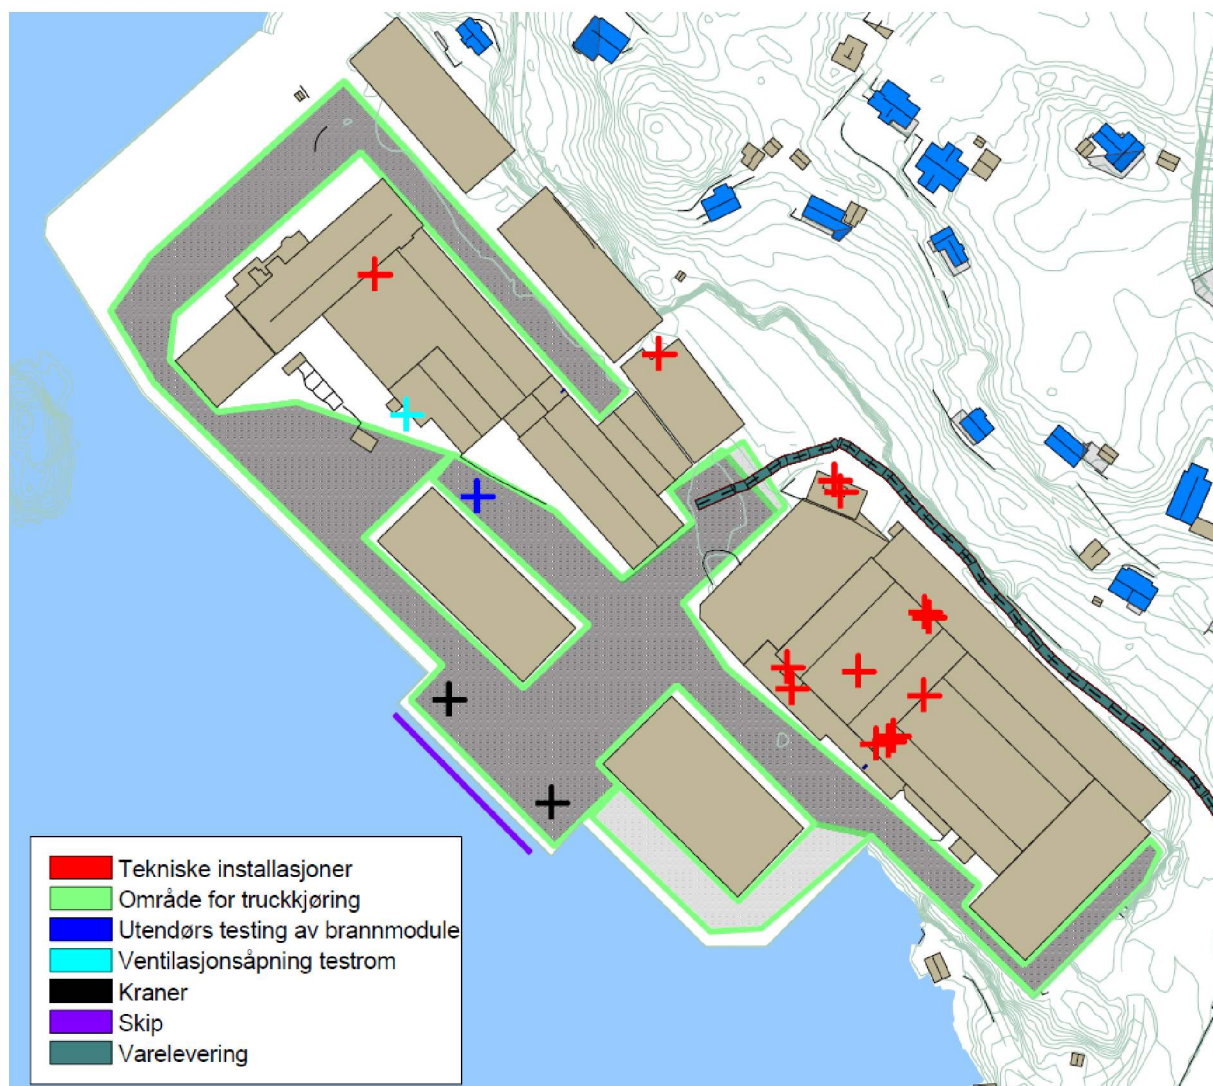 Tekniske installasjoner
Område for truckkjøring
Utendørs testing av brannmodule
Ventilasjonsåpning testrom
Kraner
Skip
Varelevering